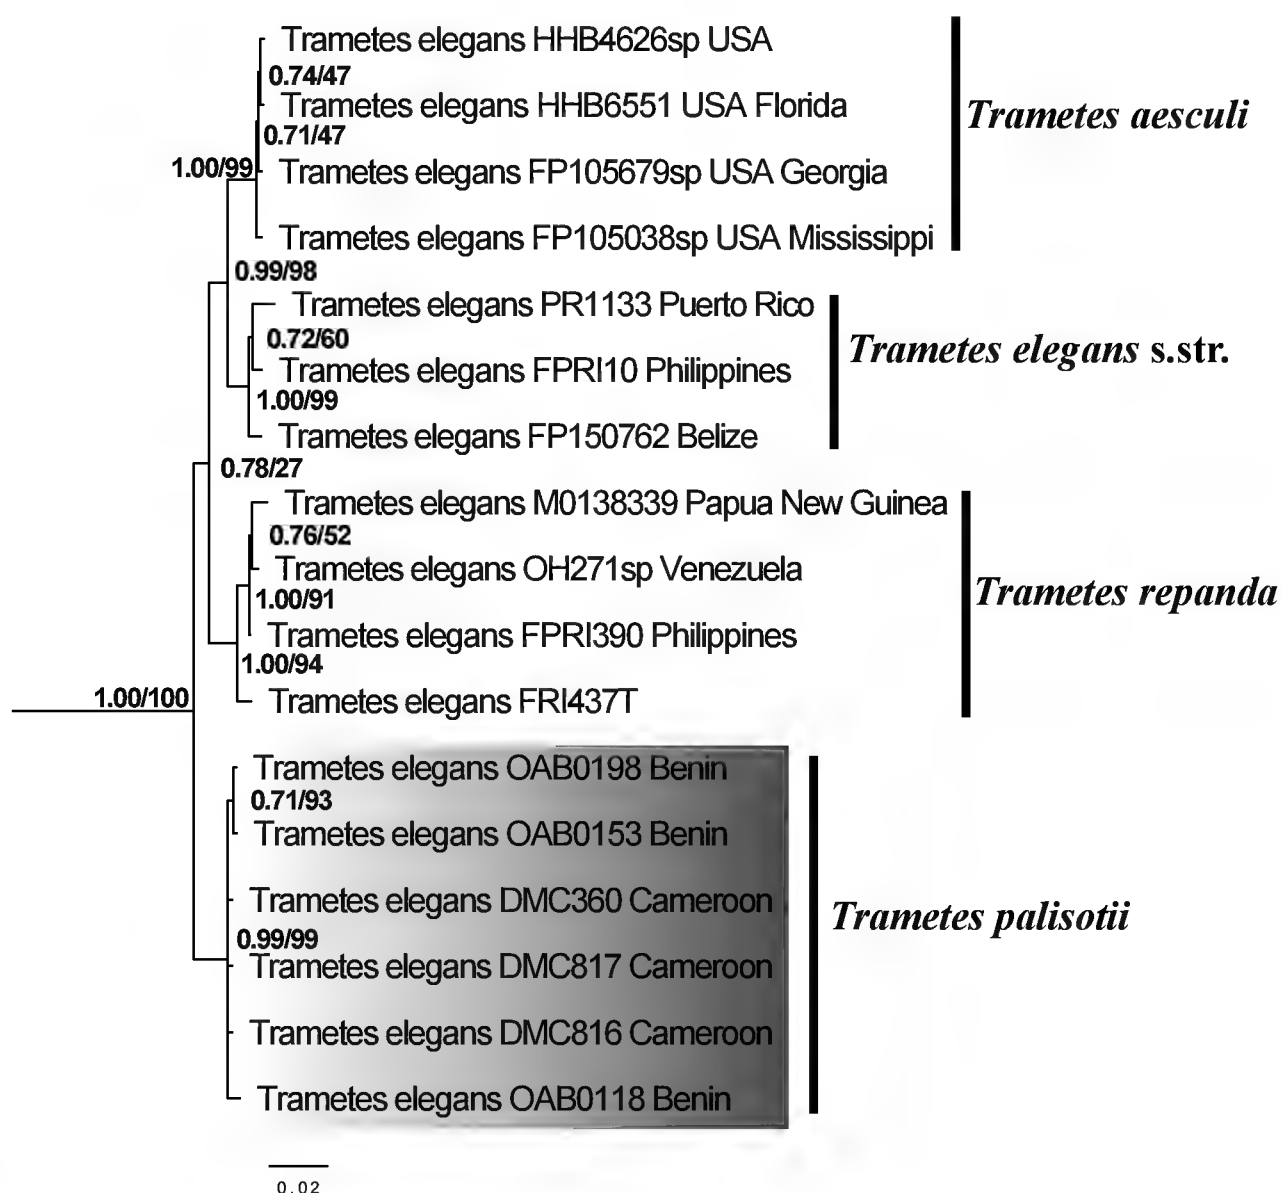 Trametes elegans HHB4626sp USA
0.74/47
Trametes elegans HHB6551 USA Florida
Trametes aesculi
0.71/47
1.00/99
Trametes elegans FP105679sp USA Georgia
Trametes elegans FP105038sp USA Mississippi
0.99/98
Trametes elegans PR1133 Puerto Rico
0.72/60
Trametes elegans s.str.
Trametes elegans FPRI10 Philippines
1.00/99
Trametes elegans FP150762 Belize
0.78/27
Trametes elegans M0138339 Papua New Guinea
0.76/52
Trametes elegans OH271sp Venezuela
Trametes repanda
1.00/91
Trametes elegans FPRI390 Philippines
1.00/94
1.00/100
Trametes elegans FRI437T
Trametes elegans OAB0198 Benin
0.71/93
Trametes elegans OAB0153 Benin
Trametes elegans DMC360 Cameroon
Trametes palisotii
0.99/99
Trametes elegans DMC817 Cameroon
Trametes elegans DMC816 Cameroon
Trametes elegans OAB0118 Benin
0.02